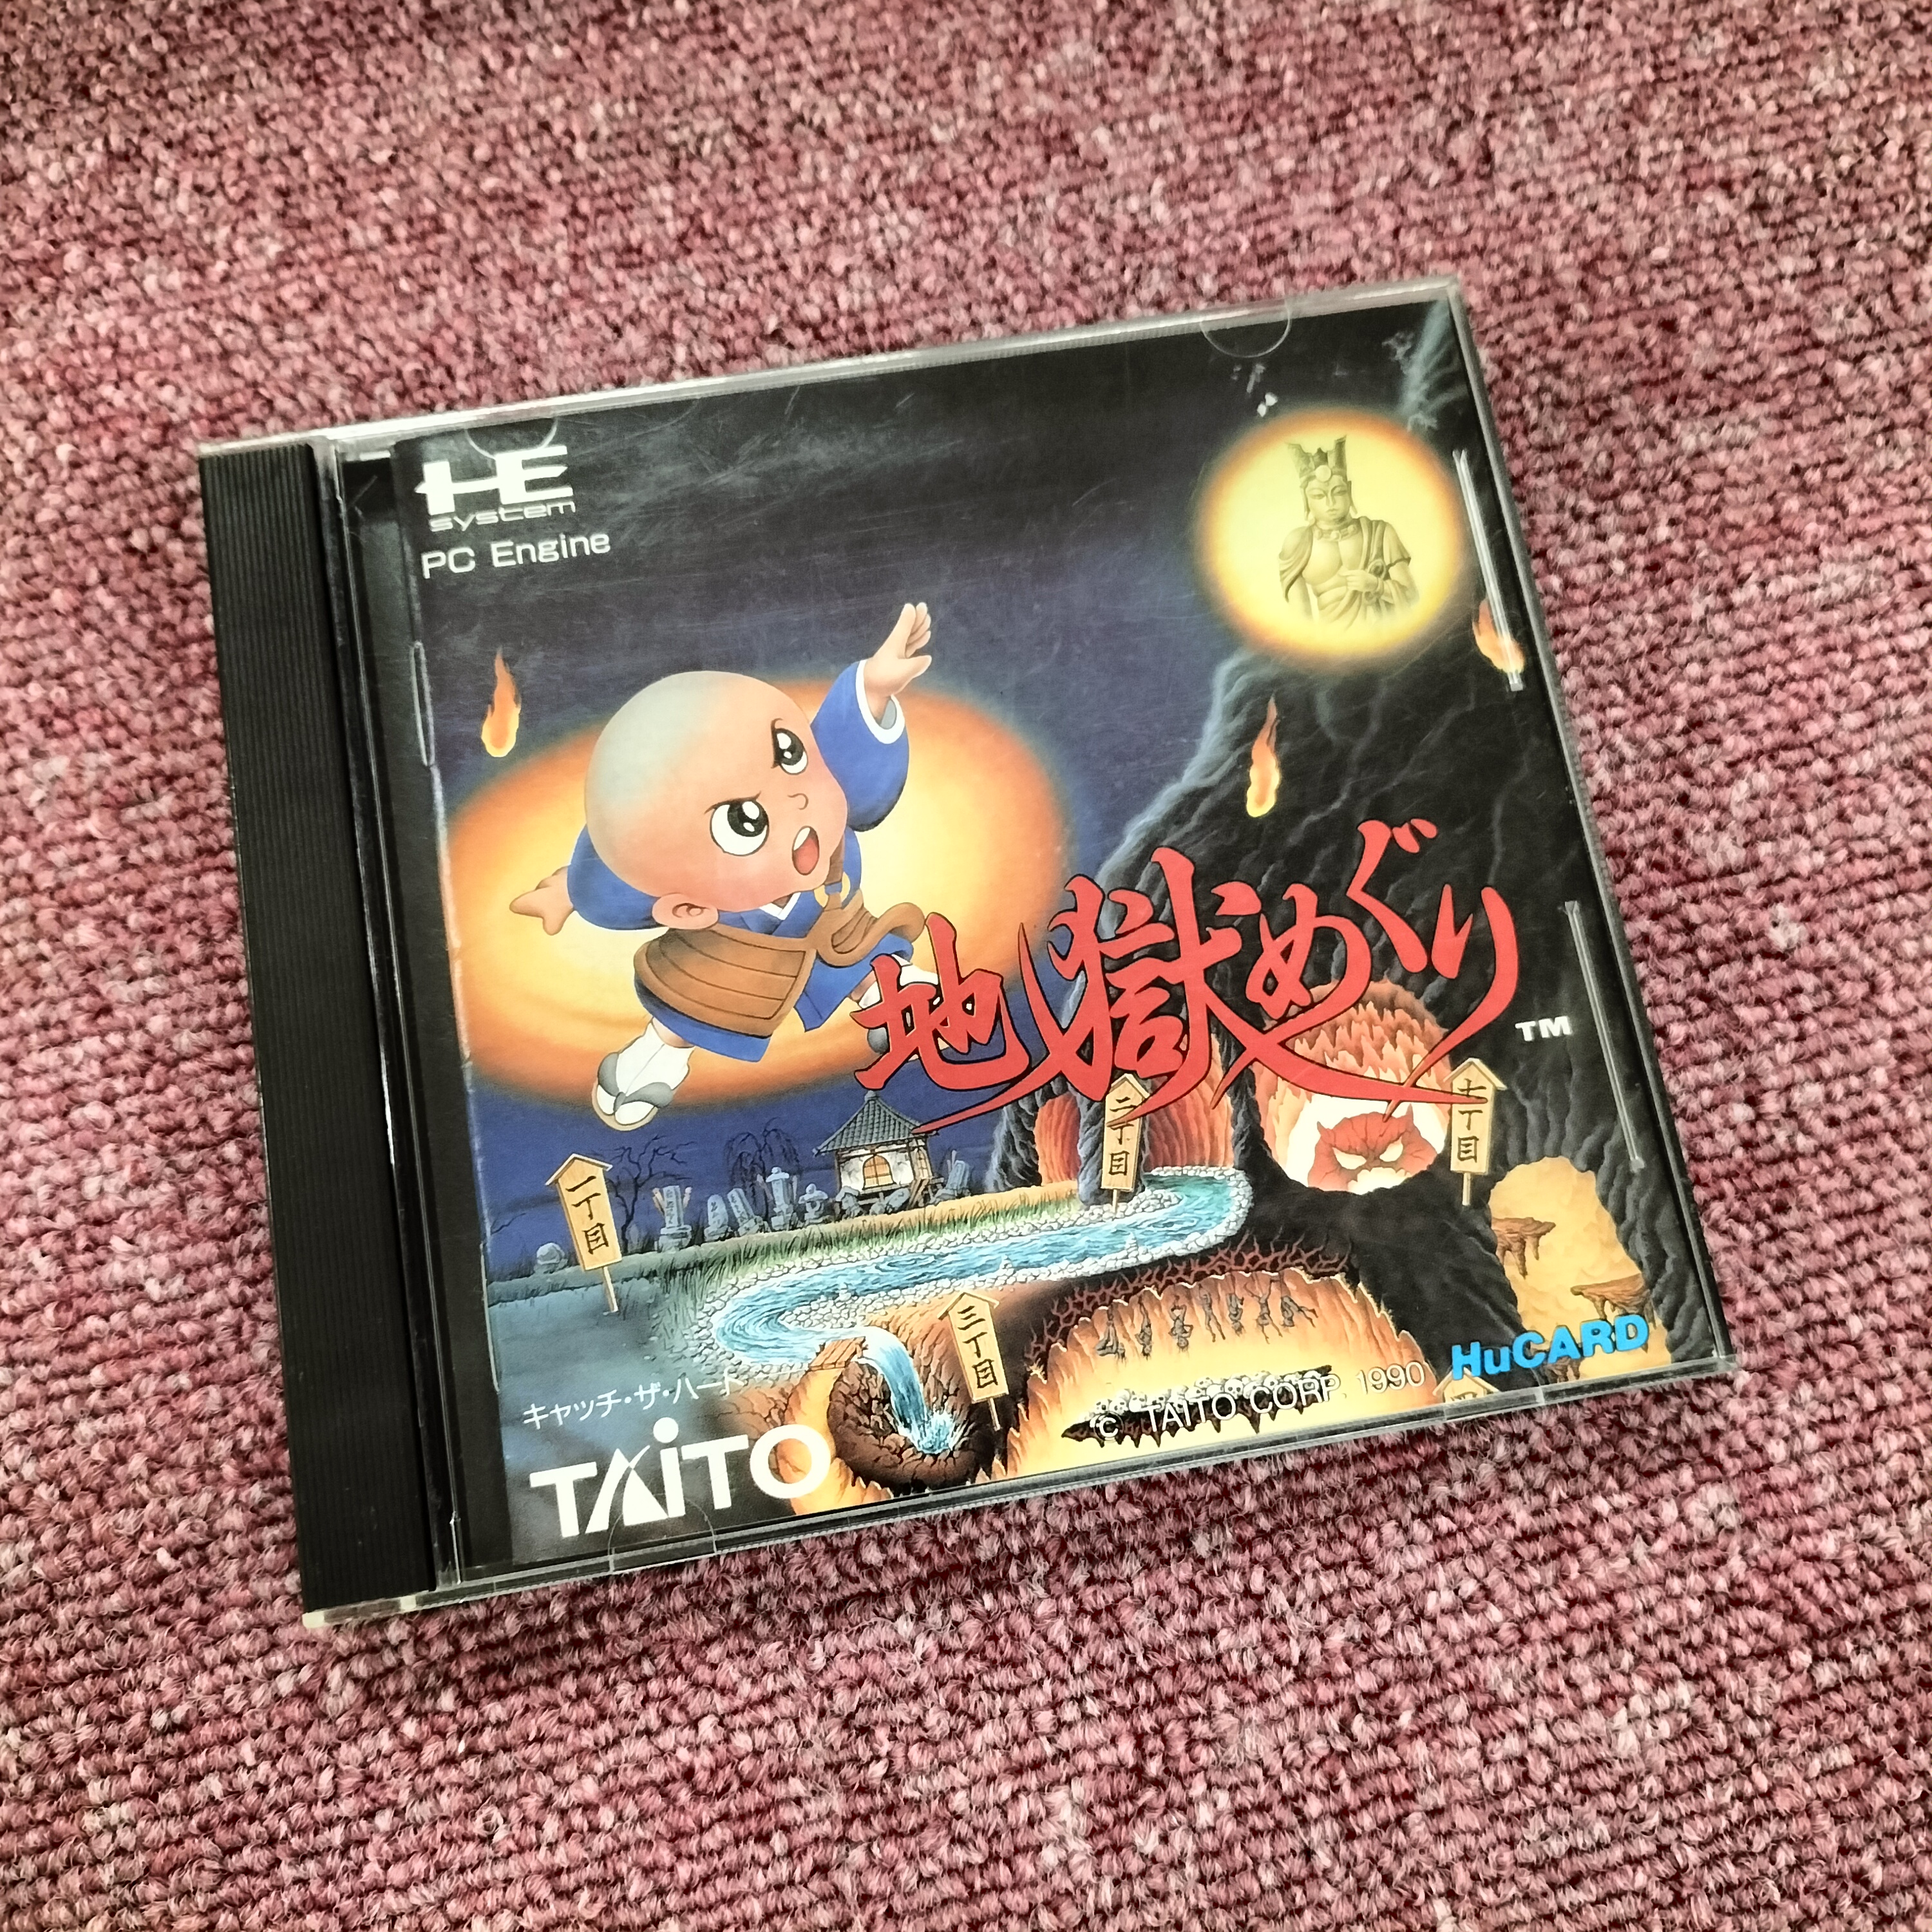 HE
system
PC Engine
地獄めぐり
TM
一丁目
二丁目
七丁目
三丁目
キャッチ・ザ・ハート
TAITO
© TAITO CORP. 1990
HuCARD